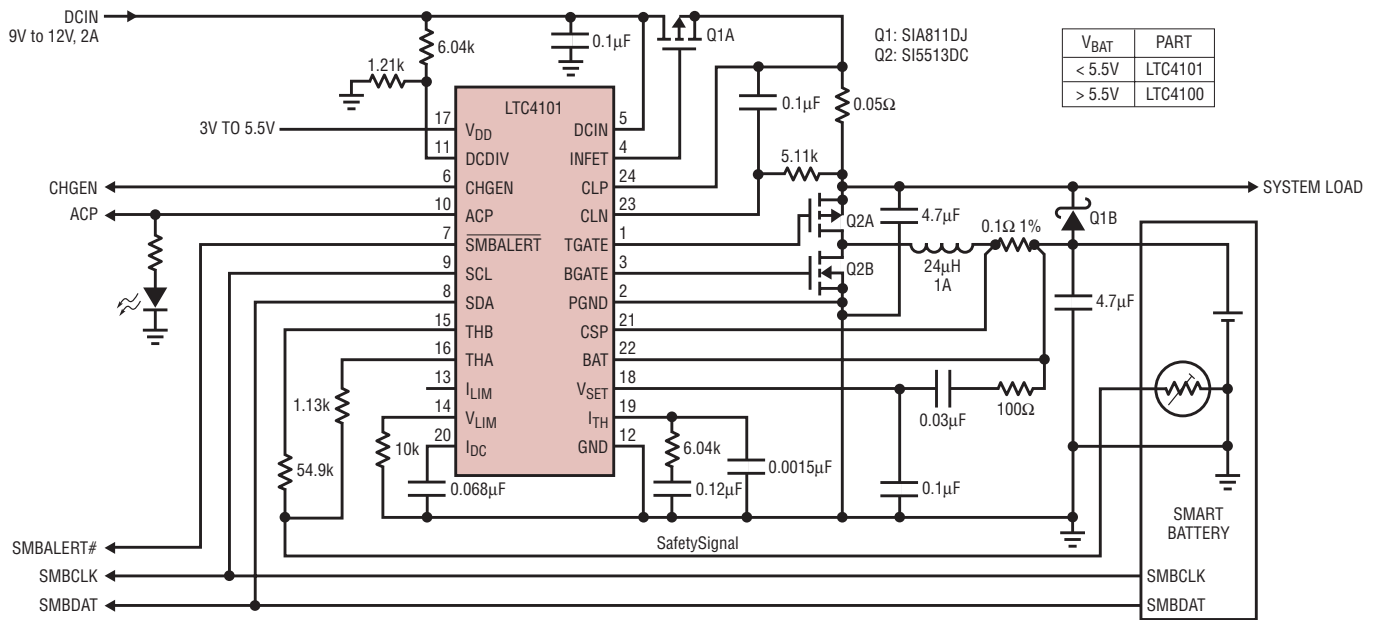 DCIN
9V to 12V, 2A
6.04k
1.21k
0.1µF
Q1A
Q1: SIA811DJ
Q2: SI5513DC
V_BAT PART
< 5.5V LTC4101
> 5.5V LTC4100
3V TO 5.5V
CHGEN
ACP
LTC4101
17 V_DD
11 DCDIV
6 CHGEN
10 ACP
7 SMBALERT
9 SCL
8 SDA
15 THB
16 THA
13 I_LIM
14 V_LIM
20 I_DC
DCIN 5
INFET 4
CLP 24
CLN 23
TGATE 1
BGATE 3
PGND 2
CSP 21
BAT 22
V_SET 18
I_TH 19
GND 12
0.1µF
0.05Ω
5.11k
SYSTEM LOAD
Q2A
4.7µF
Q1B
0.1Ω 1%
24µH
1A
Q2B
4.7µF
1.13k
54.9k
10k
0.068µF
6.04k
0.12µF
0.0015µF
0.03µF
100Ω
0.1µF
SafetySignal
SMART
BATTERY
SMBALERT#
SMBCLK
SMBDAT
SMBCLK
SMBDAT